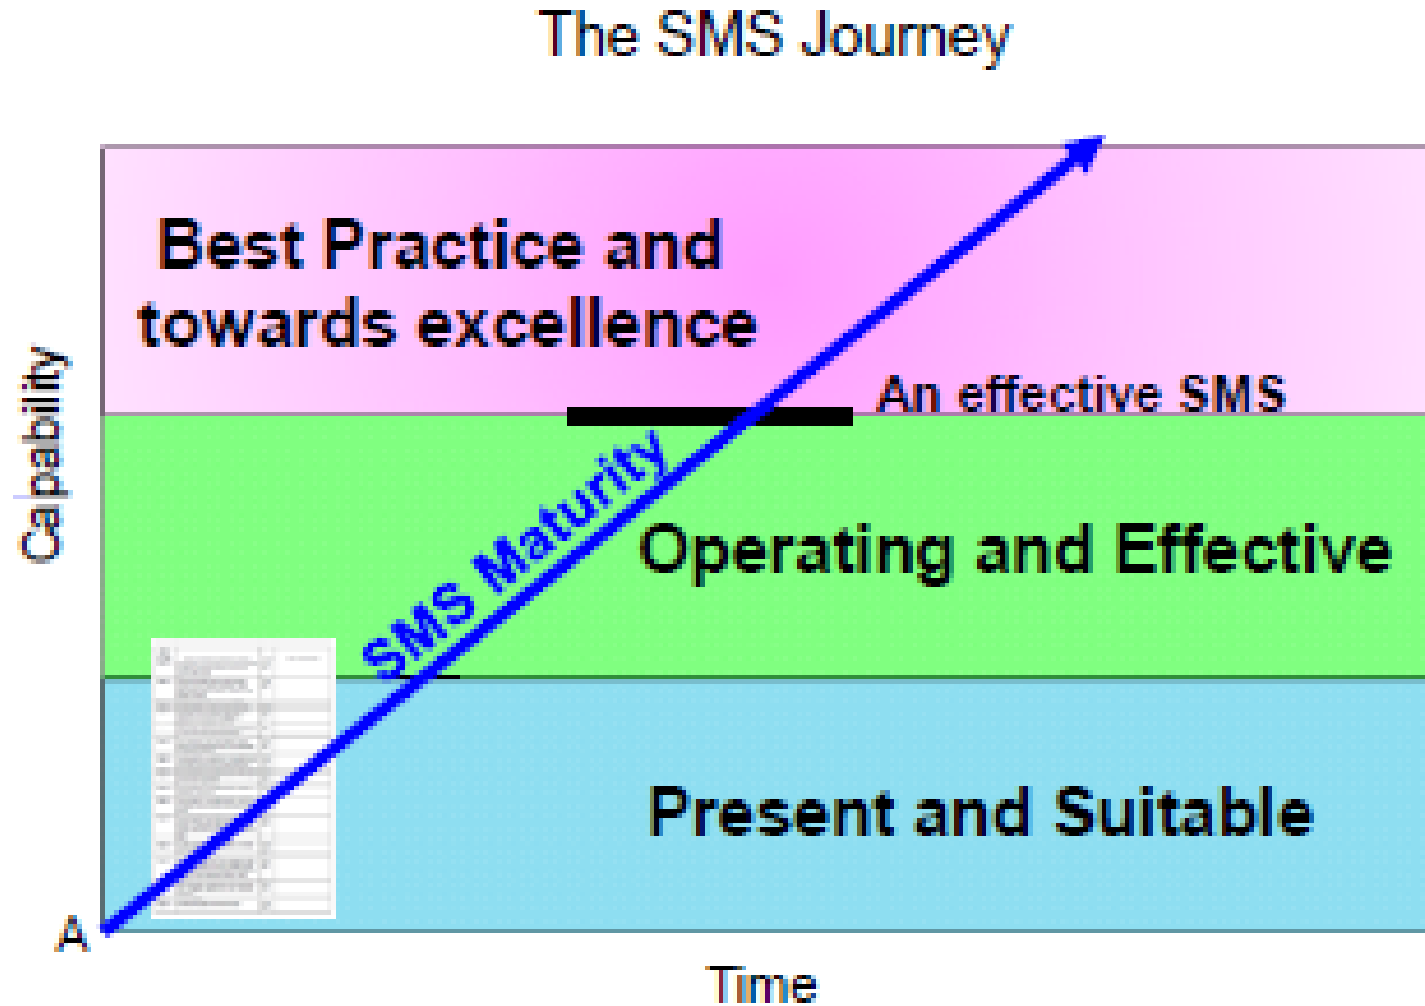 The SMS Journey
Best Practice and
towards excellence
An effective SMS
Capability
SMS Maturity
Operating and Effective
Present and Suitable
A
Time